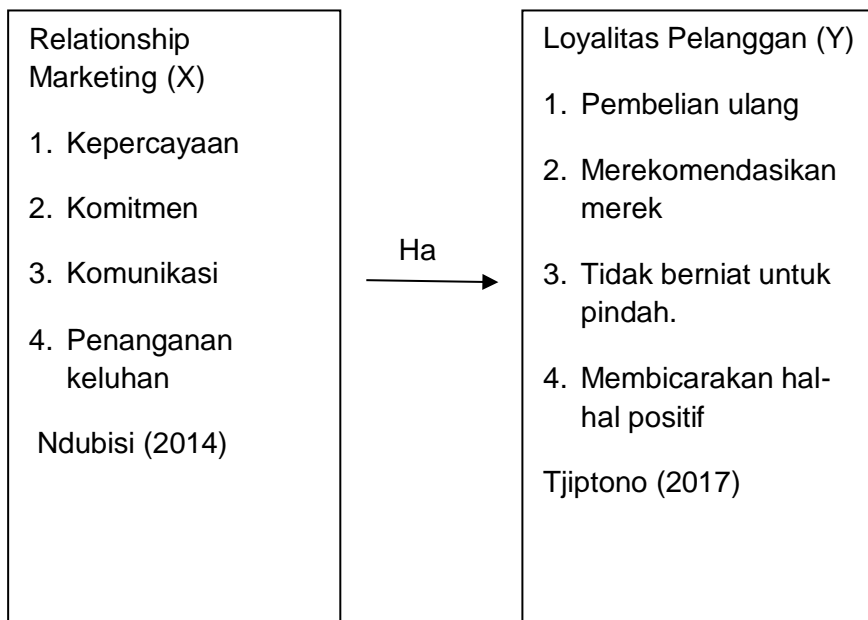 Relationship
Marketing (X)
1. Kepercayaan
2. Komitmen
3. Komunikasi
4. Penanganan
keluhan
Ndubisi (2014)
Ha
Loyalitas Pelanggan (Y)
1. Pembelian ulang
2. Merekomendasikan
merek
3. Tidak berniat untuk
pindah.
4. Membicarakan hal-
hal positif
Tjiptono (2017)